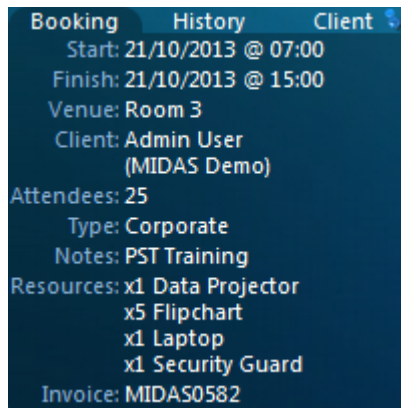 Booking History Client
Start: 21/10/2013 @ 07:00
Finish: 21/10/2013 @ 15:00
Venue: Room 3
Client: Admin User
(MIDAS Demo)
Attendees: 25
Type: Corporate
Notes: PST Training
Resources: x1 Data Projector
x5 Flipchart
x1 Laptop
x1 Security Guard
Invoice: MIDAS0582